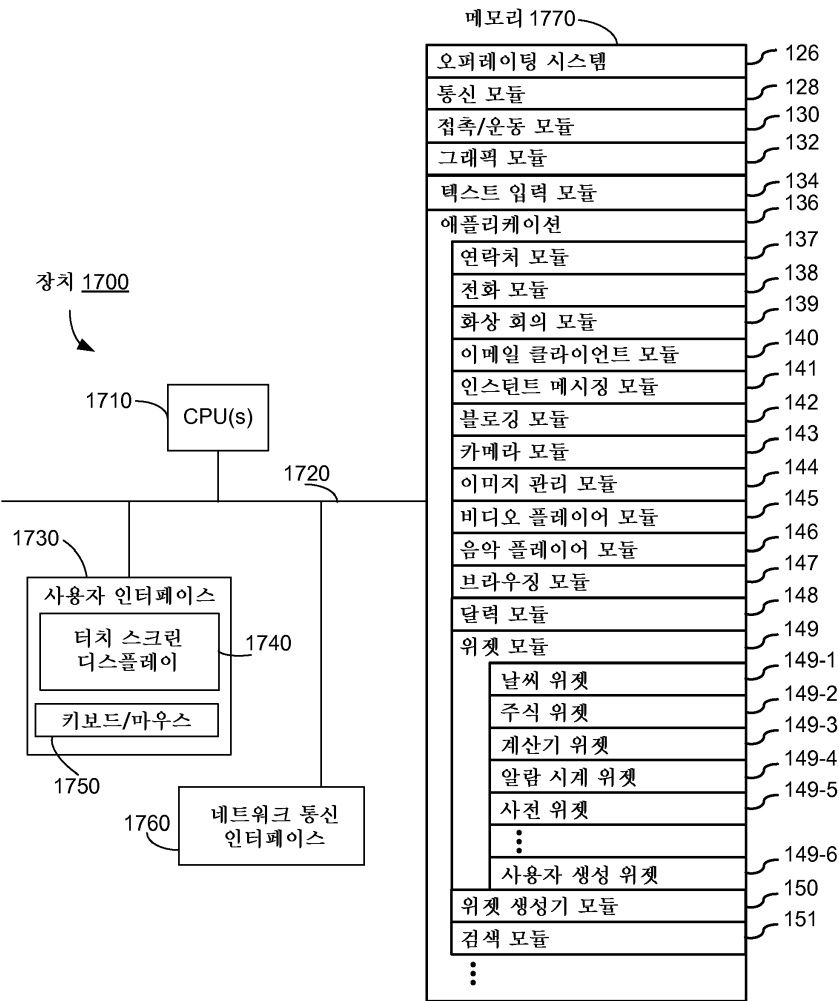 메모리 1770
오퍼레이팅 시스템 126
통신 모듈 128
접촉/운동 모듈 130
그래픽 모듈 132
텍스트 입력 모듈 134
애플리케이션 136
연락처 모듈 137
전화 모듈 138
화상 회의 모듈 139
이메일 클라이언트 모듈 140
인스턴트 메시징 모듈 141
블로깅 모듈 142
카메라 모듈 143
이미지 관리 모듈 144
비디오 플레이어 모듈 145
음악 플레이어 모듈 146
브라우징 모듈 147
달력 모듈 148
위젯 모듈 149
날씨 위젯 149-1
주식 위젯 149-2
계산기 위젯 149-3
알람 시계 위젯 149-4
사전 위젯 149-5
사용자 생성 위젯 149-6
위젯 생성기 모듈 150
검색 모듈 151
장치 1700
1710
CPU(s)
1720
1730
사용자 인터페이스
터치 스크린
디스플레이
1740
키보드/마우스
1750
1760
네트워크 통신
인터페이스